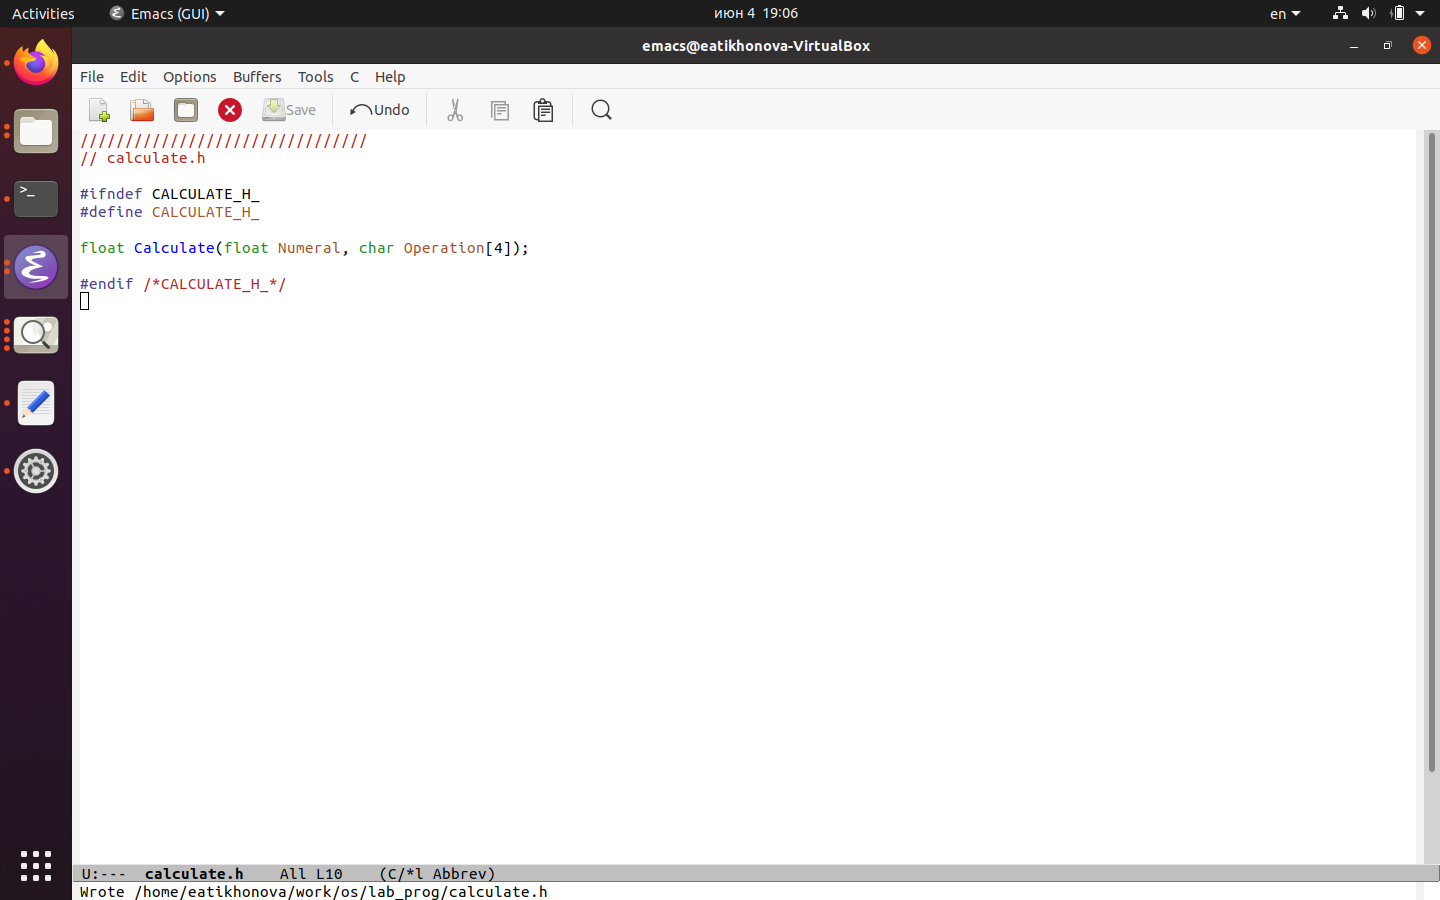 Activities Emacs (GUI) июн 4 19:06 en
emacs@eatikhonova-VirtualBox
File Edit Options Buffers Tools C Help
Save Undo
////////////////////////////////
// calculate.h
#ifndef CALCULATE_H_
#define CALCULATE_H_
float Calculate(float Numeral, char Operation[4]);
#endif /*CALCULATE_H_*/
U:--- calculate.h All L10 (C/*l Abbrev)
Wrote /home/eatikhonova/work/os/lab_prog/calculate.h